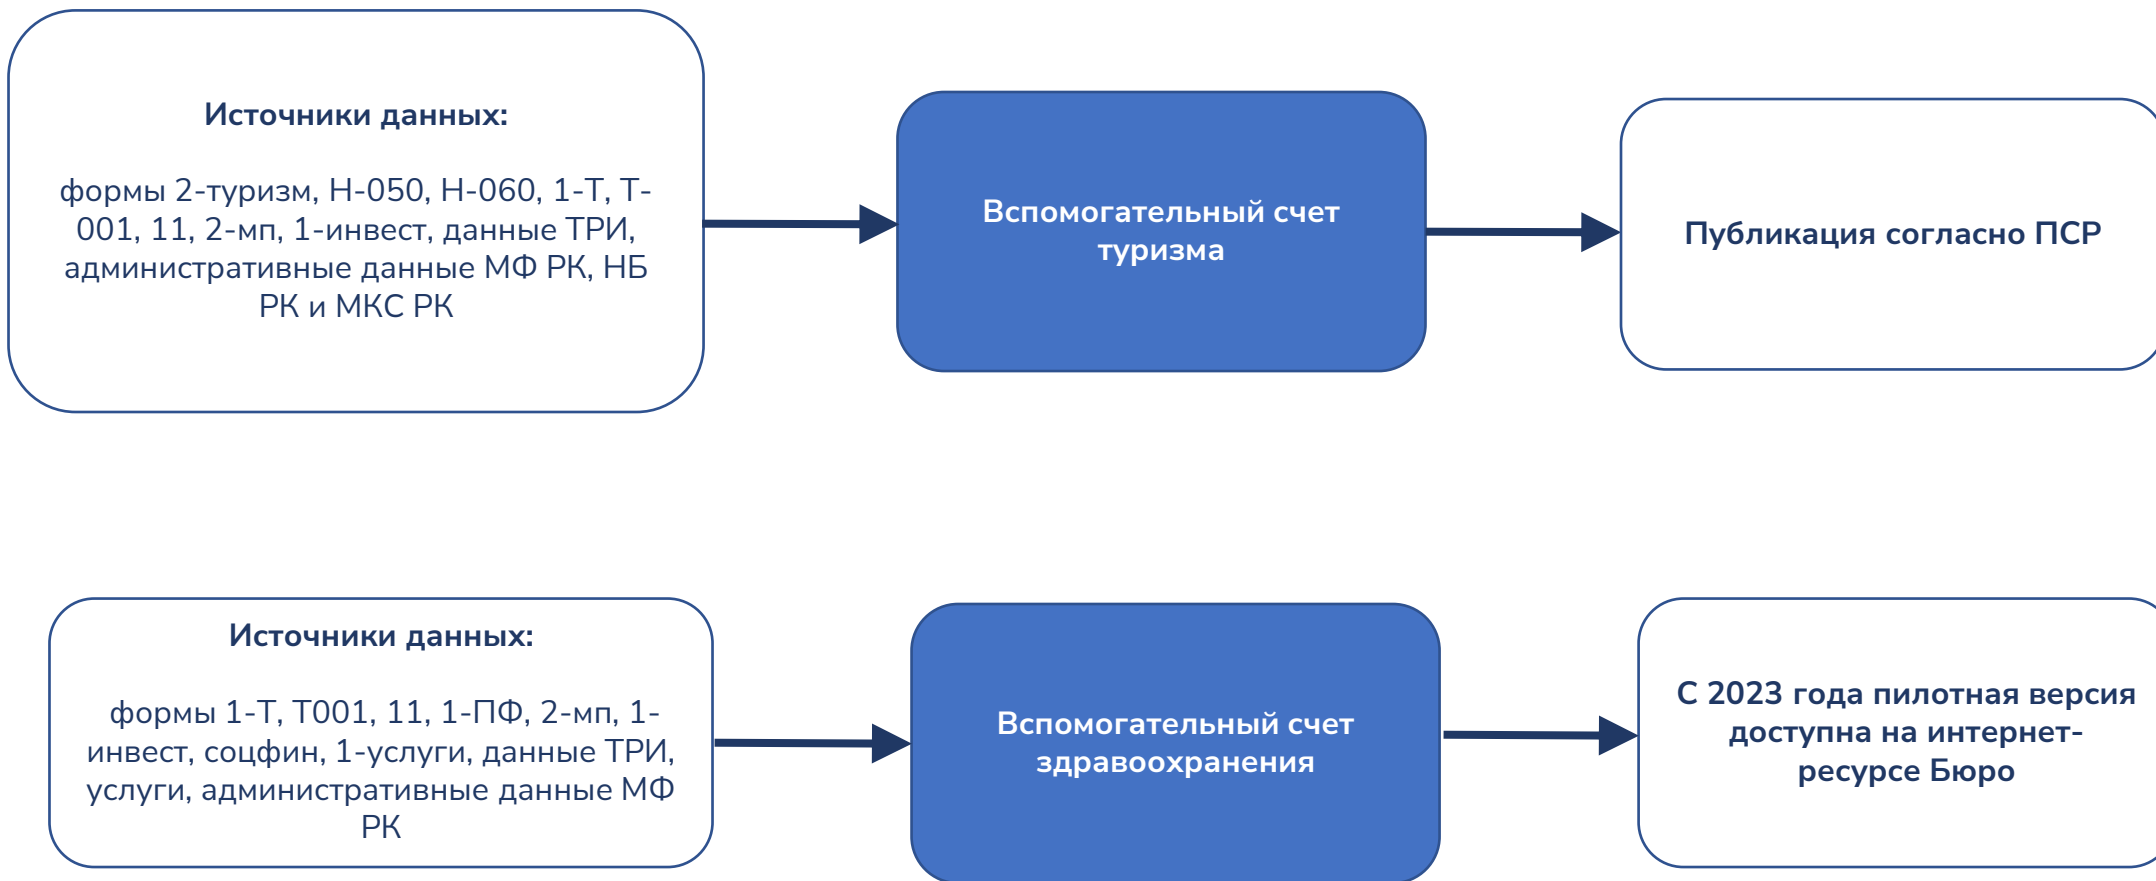 Источники данных:
формы 2-туризм, Н-050, Н-060, 1-Т, Т-
001, 11, 2-мп, 1-инвест, данные ТРИ,
административные данные МФ РК, НБ
РК и МКС РК
Вспомогательный счет
туризма
Публикация согласно ПСР
Источники данных:
формы 1-Т, Т001, 11, 1-ПФ, 2-мп, 1-
инвест, соцфин, 1-услуги, данные ТРИ,
услуги, административные данные МФ
РК
Вспомогательный счет
здравоохранения
С 2023 года пилотная версия
доступна на интернет-
ресурсе Бюро